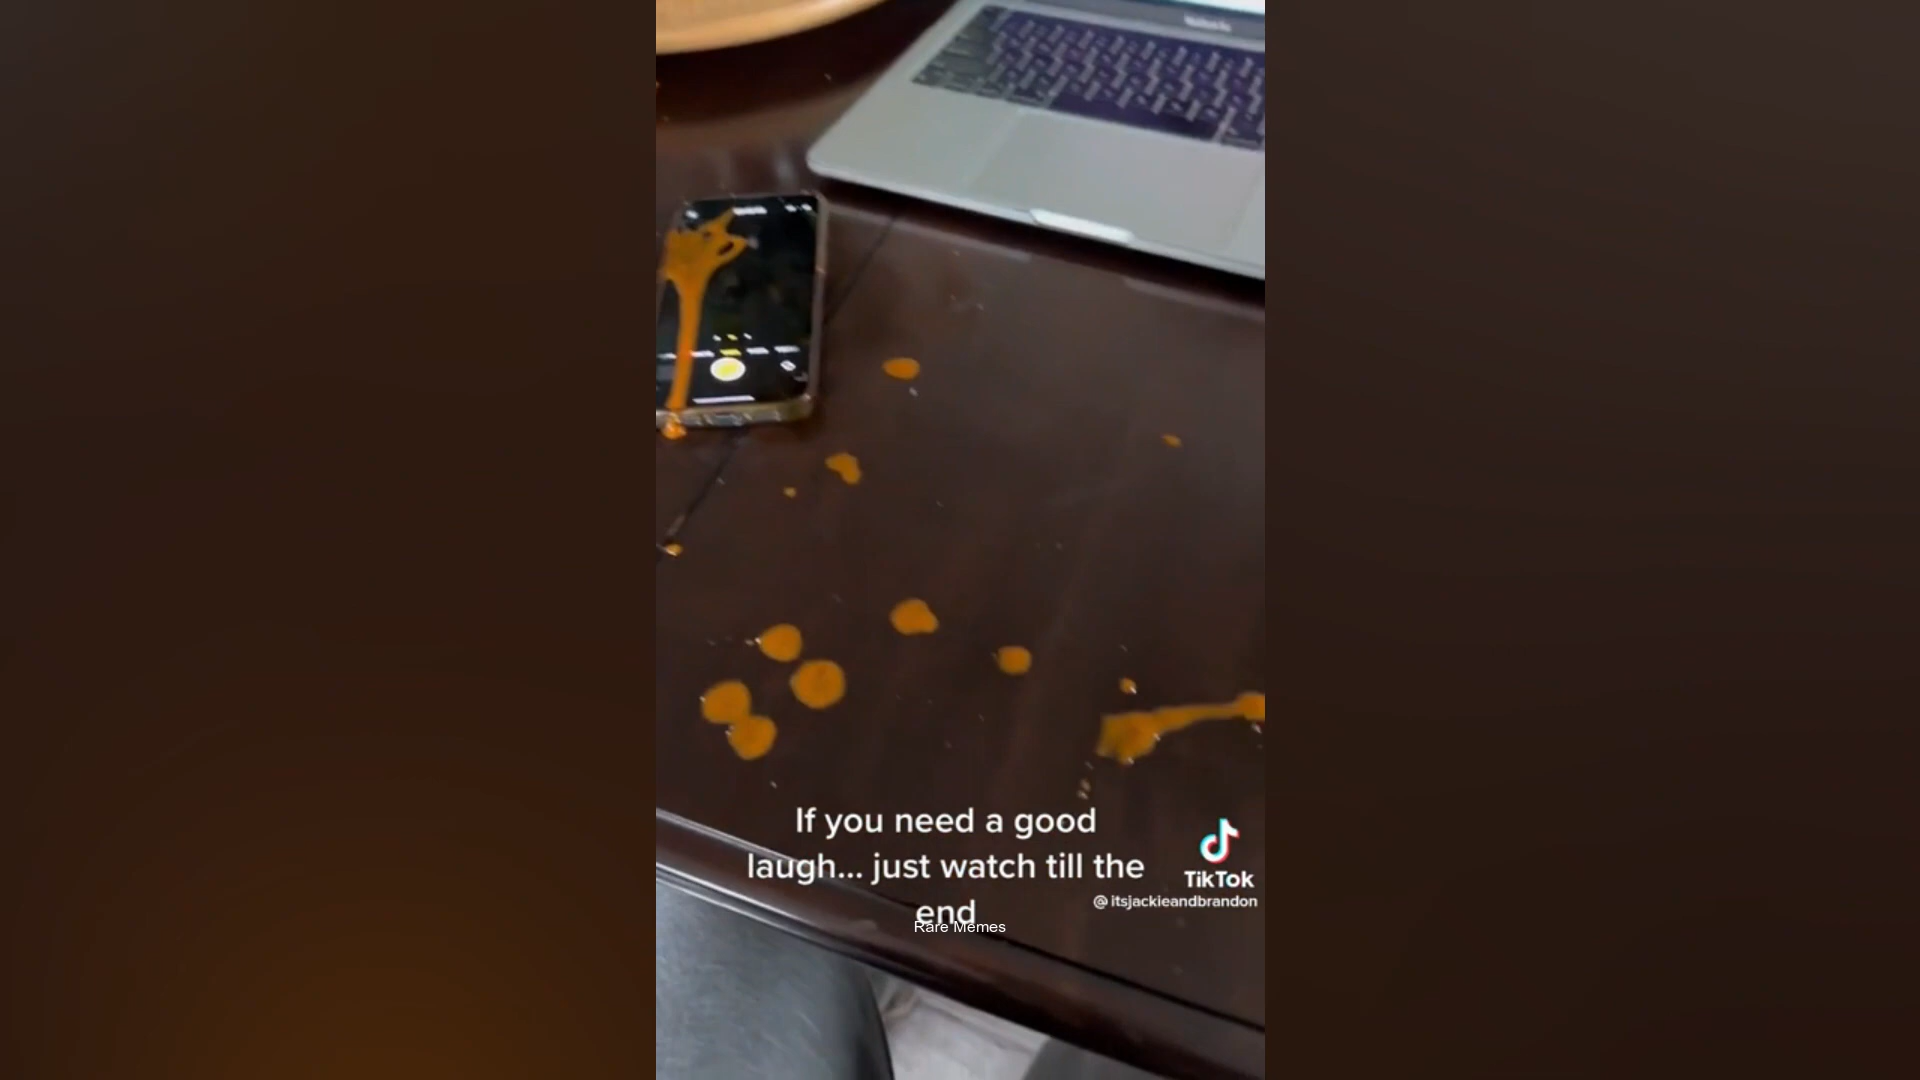 If you need a good
laugh... just watch till the
end
TikTok
@itsjackieandbrandon
Rare Memes